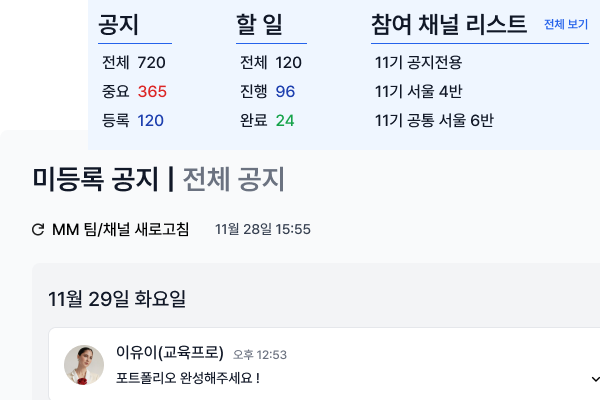 공지 할 일 참여 채널 리스트 전체 보기
전체 720 전체 120 11기 공지전용
중요 365 진행 96 11기 서울 4반
등록 120 완료 24 11기 공통 서울 6반
미등록 공지 | 전체 공지
MM 팀/채널 새로고침 11월 28일 15:55
11월 29일 화요일
이유이(교육프로) 오후 12:53
포트폴리오 완성해주세요 !